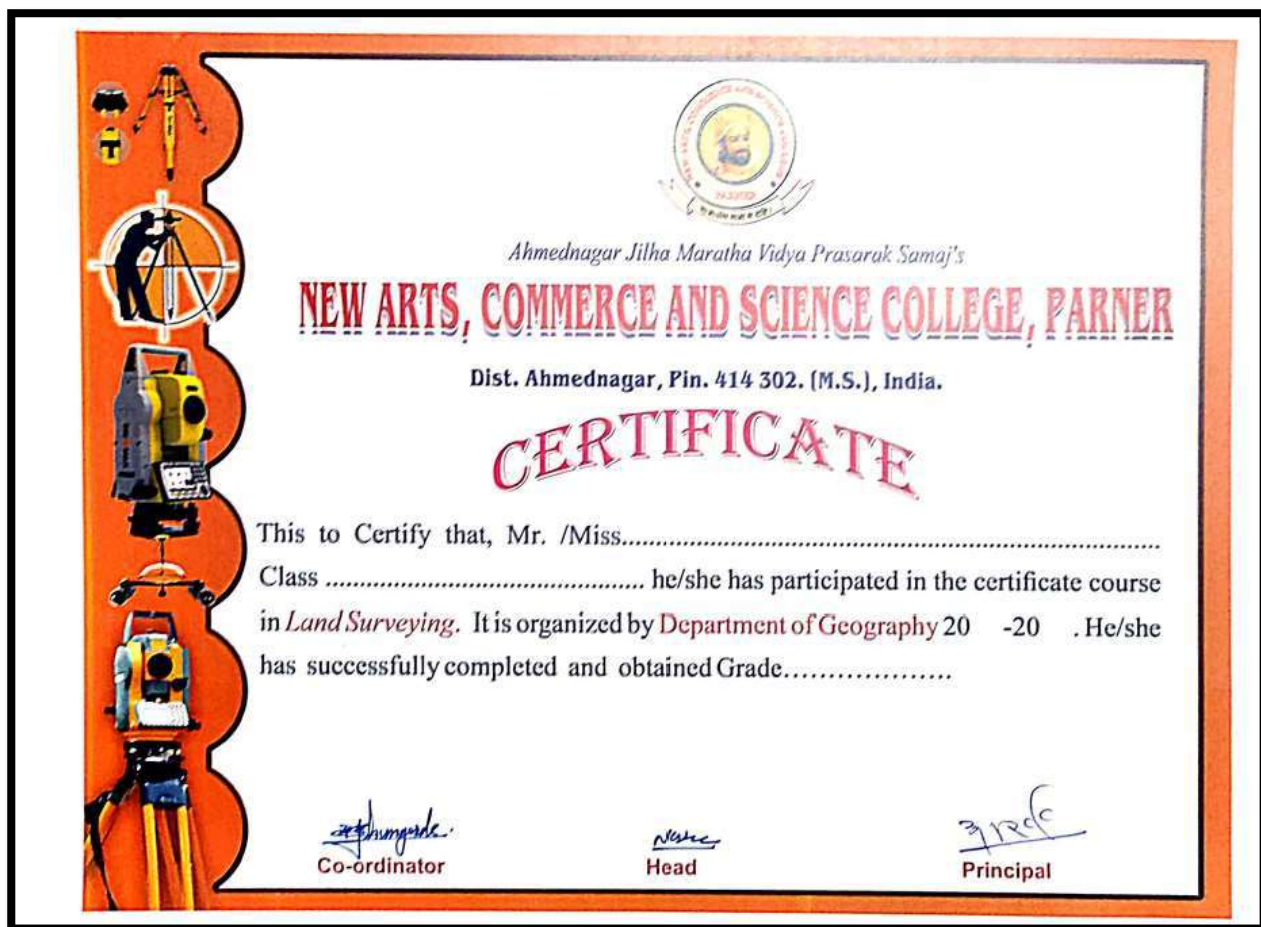 Ahmednagar Jilha Maratha Vidya Prasarak Samaj's
NEW ARTS, COMMERCE AND SCIENCE COLLEGE, PARNER
Dist. Ahmednagar, Pin. 414 302. (M.S.), India.
CERTIFICATE
This to Certify that, Mr. /Miss..........................................................................................
Class ................................................ he/she has participated in the certificate course
in Land Surveying. It is organized by Department of Geography 20 -20 . He/she
has successfully completed and obtained Grade...................
Co-ordinator Head Principal